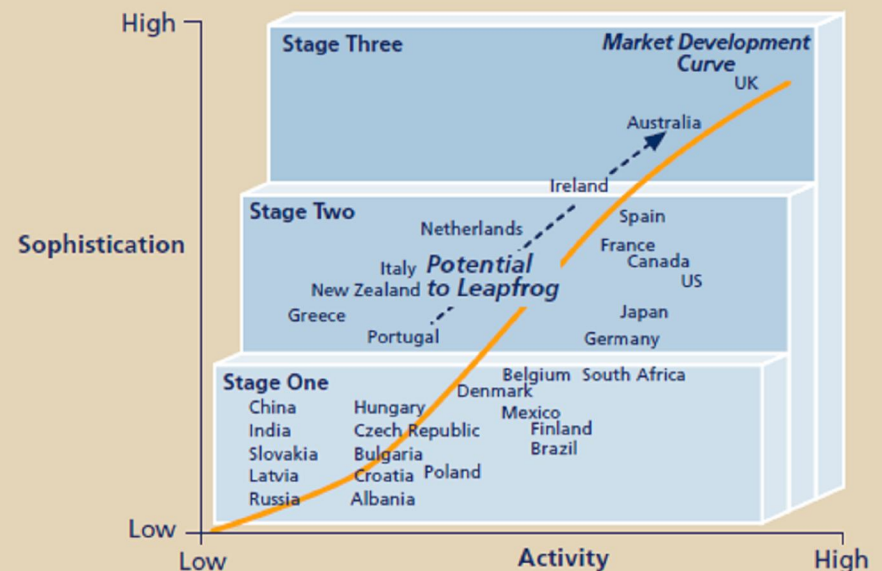 High
Stage Three
Market Development
Curve
UK
Australia
Ireland
Stage Two
Spain
Netherlands
Sophistication
France
Canada
Italy
Potential
US
New Zealand
to Leapfrog
Greece
Japan
Portugal
Germany
Stage One
Belgium
South Africa
Denmark
China
Hungary
Mexico
India
Czech Republic
Finland
Slovakia
Bulgaria
Brazil
Latvia
Croatia
Poland
Russia
Albania
Low
Low
Activity
High